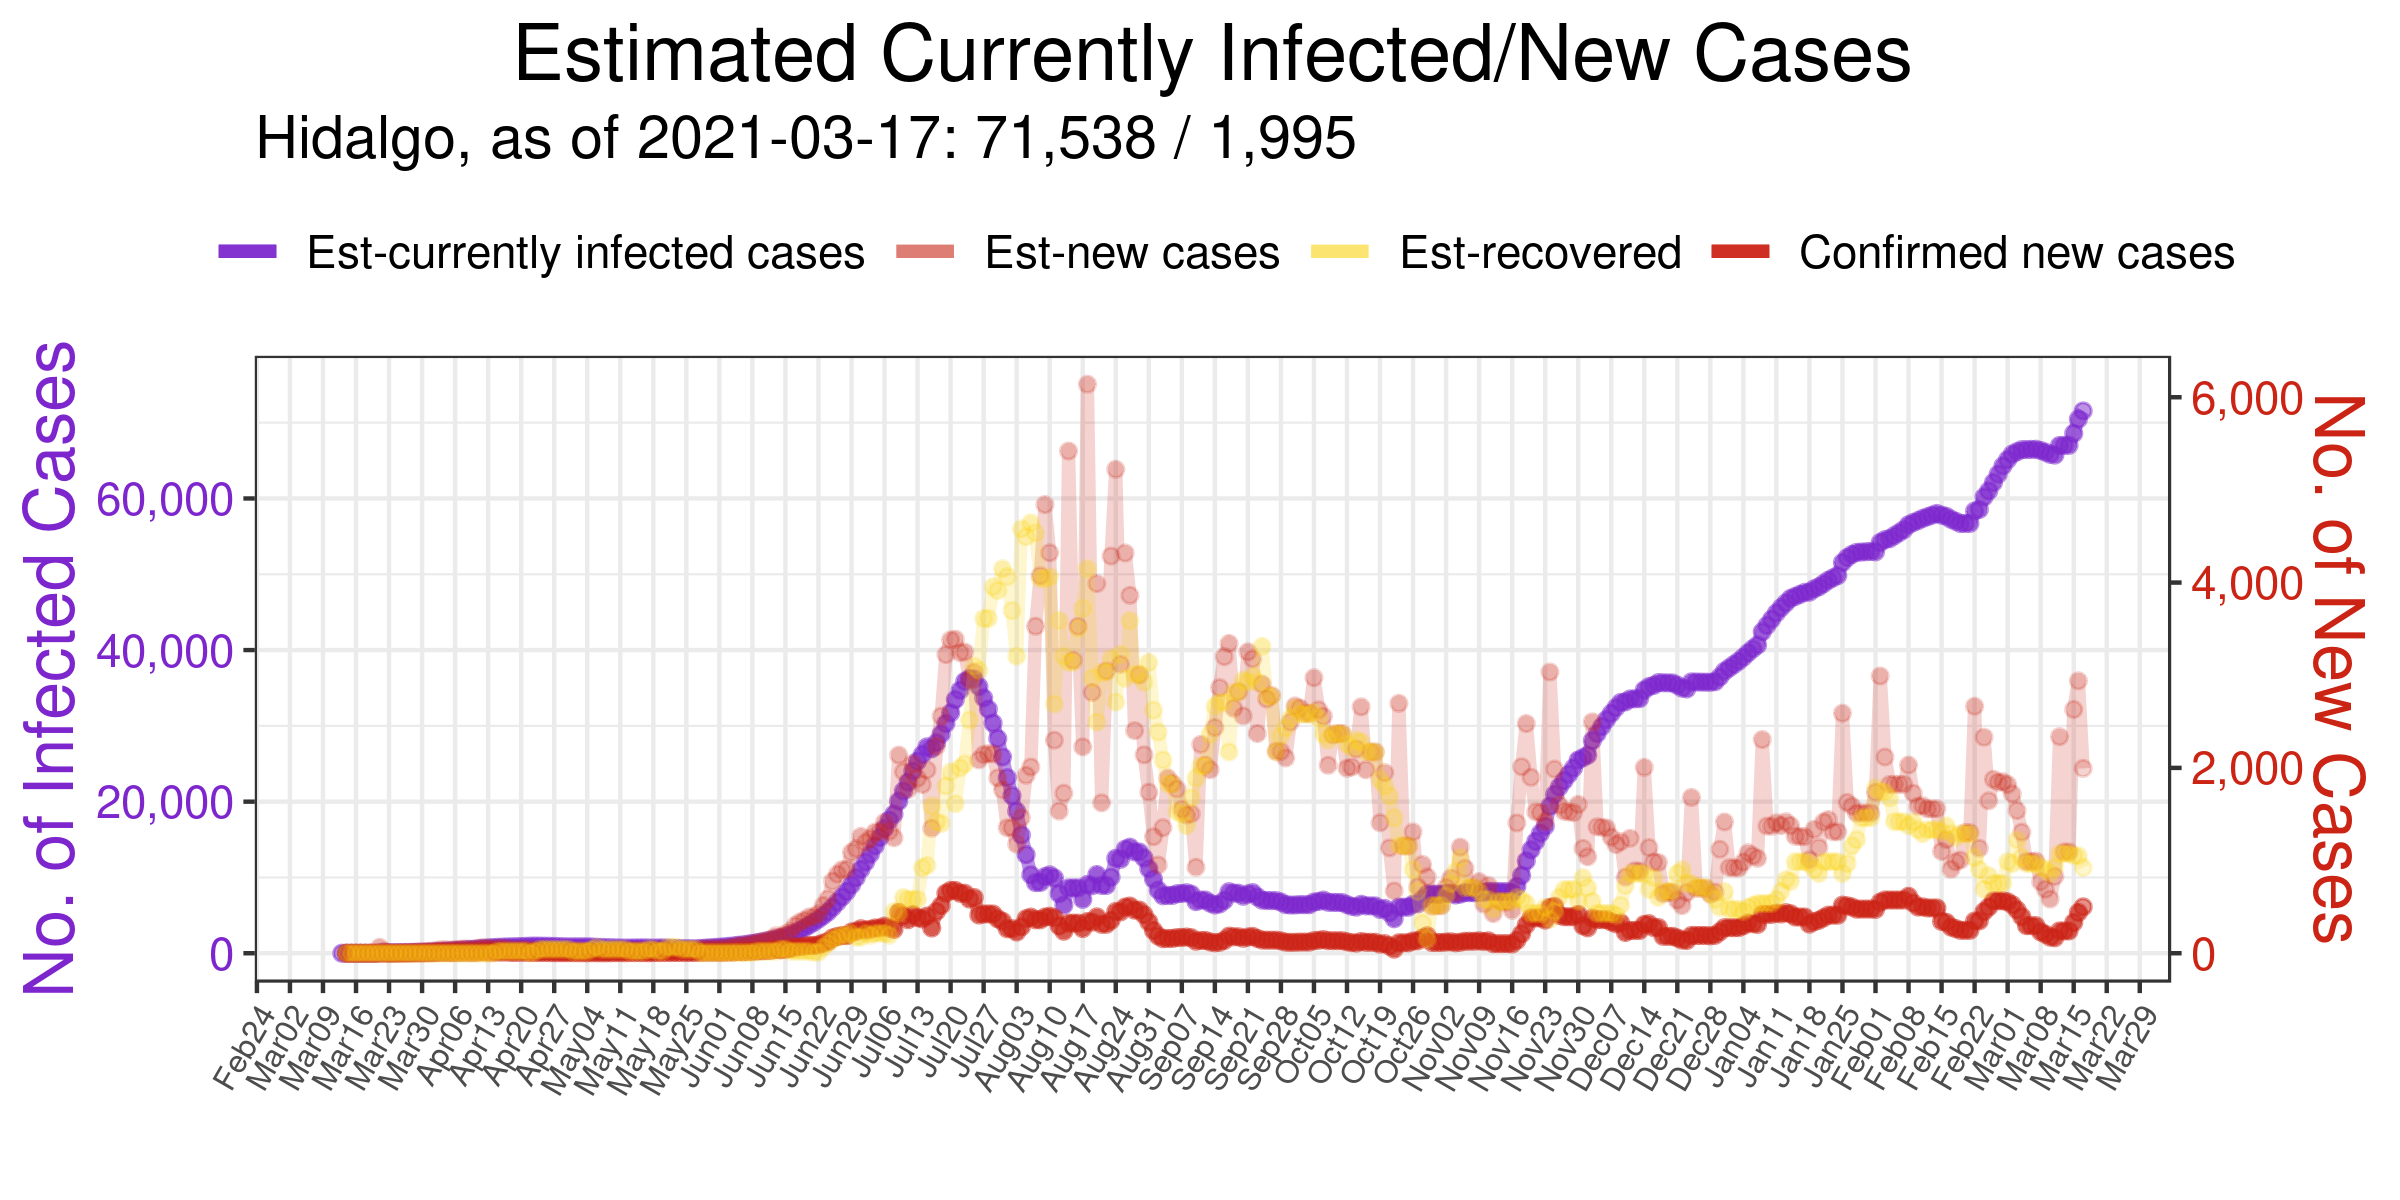 Estimated Currently Infected/New Cases
Hidalgo, as of 2021-03-17: 71,538 / 1,995
Est-currently infected cases Est-new cases Est-recovered Confirmed new cases
No. of Infected Cases
60,000
40,000
20,000
0
6,000
4,000
2,000
0
No. of New Cases
Feb24 Mar02 Mar09 Mar16 Mar23 Mar30 Apr06 Apr13 Apr20 Apr27 May04 May11 May18 May25 Jun01 Jun08 Jun15 Jun22 Jun29 Jul06 Jul13 Jul20 Jul27 Aug03 Aug10 Aug17 Aug24 Aug31 Sep07 Sep14 Sep21 Sep28 Oct05 Oct12 Oct19 Oct26 Nov02 Nov09 Nov16 Nov23 Nov30 Dec07 Dec14 Dec21 Dec28 Jan04 Jan11 Jan18 Jan25 Feb01 Feb08 Feb15 Feb22 Mar01 Mar08 Mar15 Mar22 Mar29